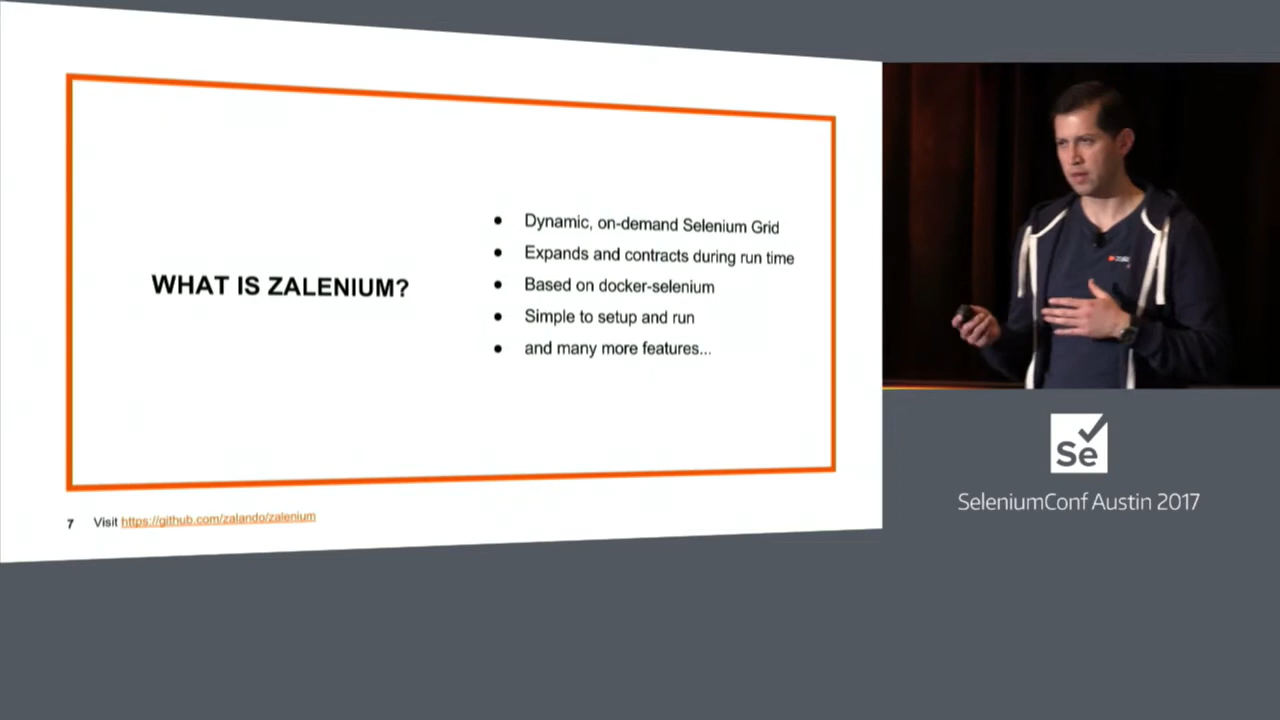 WHAT IS ZALENIUM?
● Dynamic, on-demand Selenium Grid
● Expands and contracts during run time
● Based on docker-selenium
● Simple to setup and run
● and many more features...
7 Visit https://github.com/zalando/zalenium
Se
SeleniumConf Austin 2017